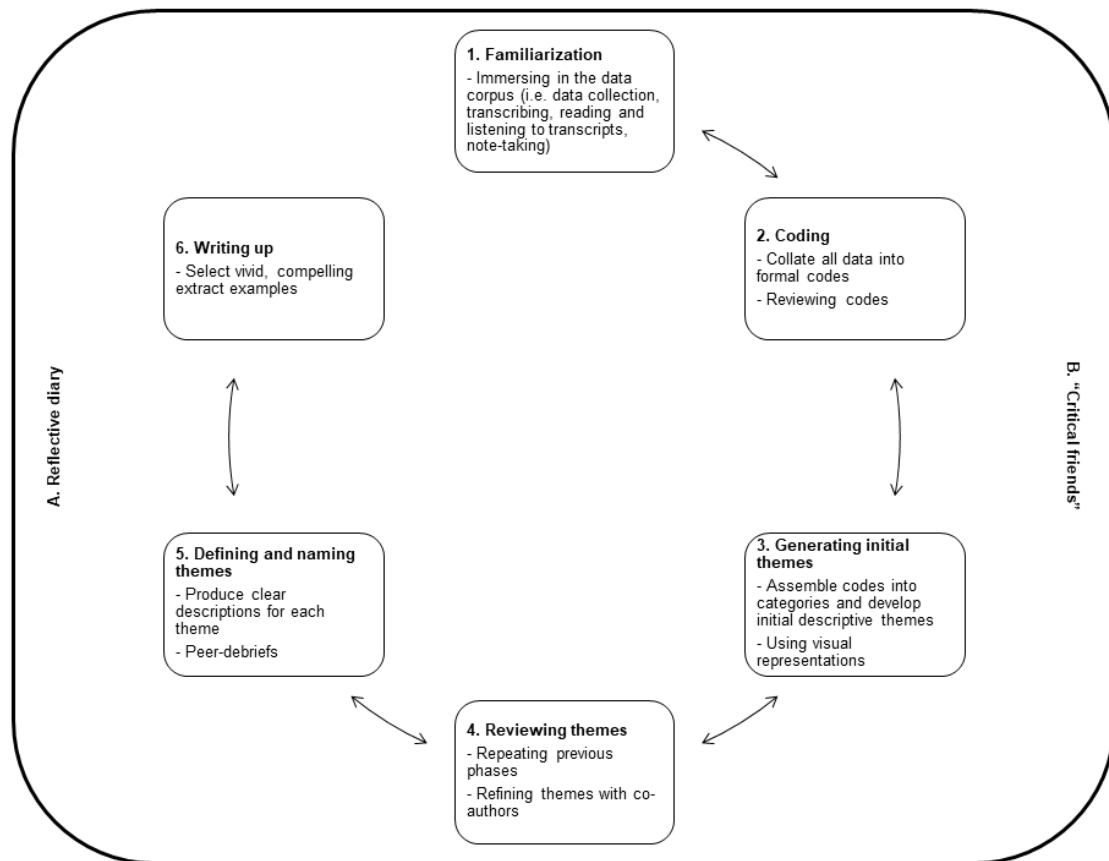 1. Familiarization
- Immersing in the data
corpus (i.e. data collection,
transcribing, reading and
listening to transcripts,
note-taking)
2. Coding
- Collate all data into
formal codes
- Reviewing codes
3. Generating initial
themes
- Assemble codes into
categories and develop
initial descriptive themes
- Using visual
representations
4. Reviewing themes
- Repeating previous
phases
- Refining themes with co-
authors
5. Defining and naming
themes
- Produce clear
descriptions for each
theme
- Peer-debriefs
6. Writing up
- Select vivid, compelling
extract examples
A. Reflective diary
B. "Critical friends"